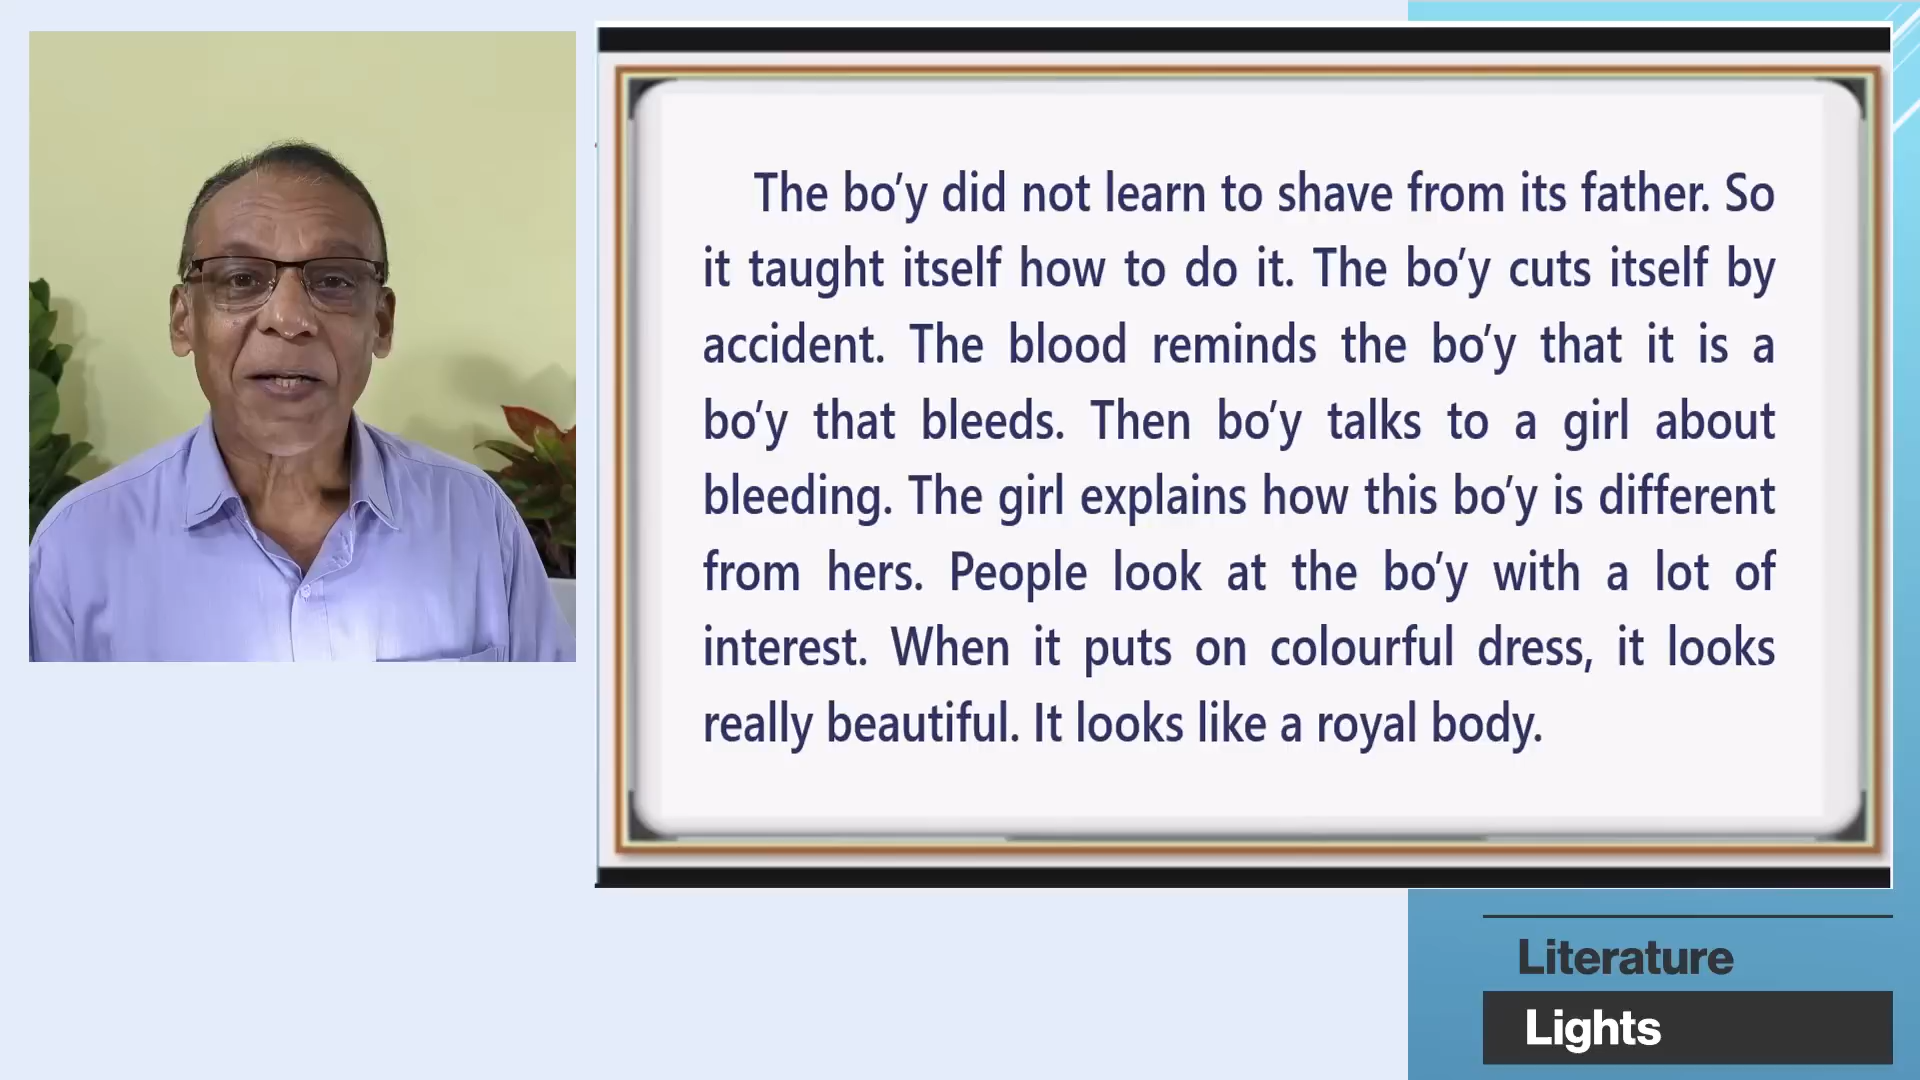 The bo’y did not learn to shave from its father. So
it taught itself how to do it. The bo’y cuts itself by
accident. The blood reminds the bo’y that it is a
bo’y that bleeds. Then bo’y talks to a girl about
bleeding. The girl explains how this bo’y is different
from hers. People look at the bo’y with a lot of
interest. When it puts on colourful dress, it looks
really beautiful. It looks like a royal body.
Literature
Lights